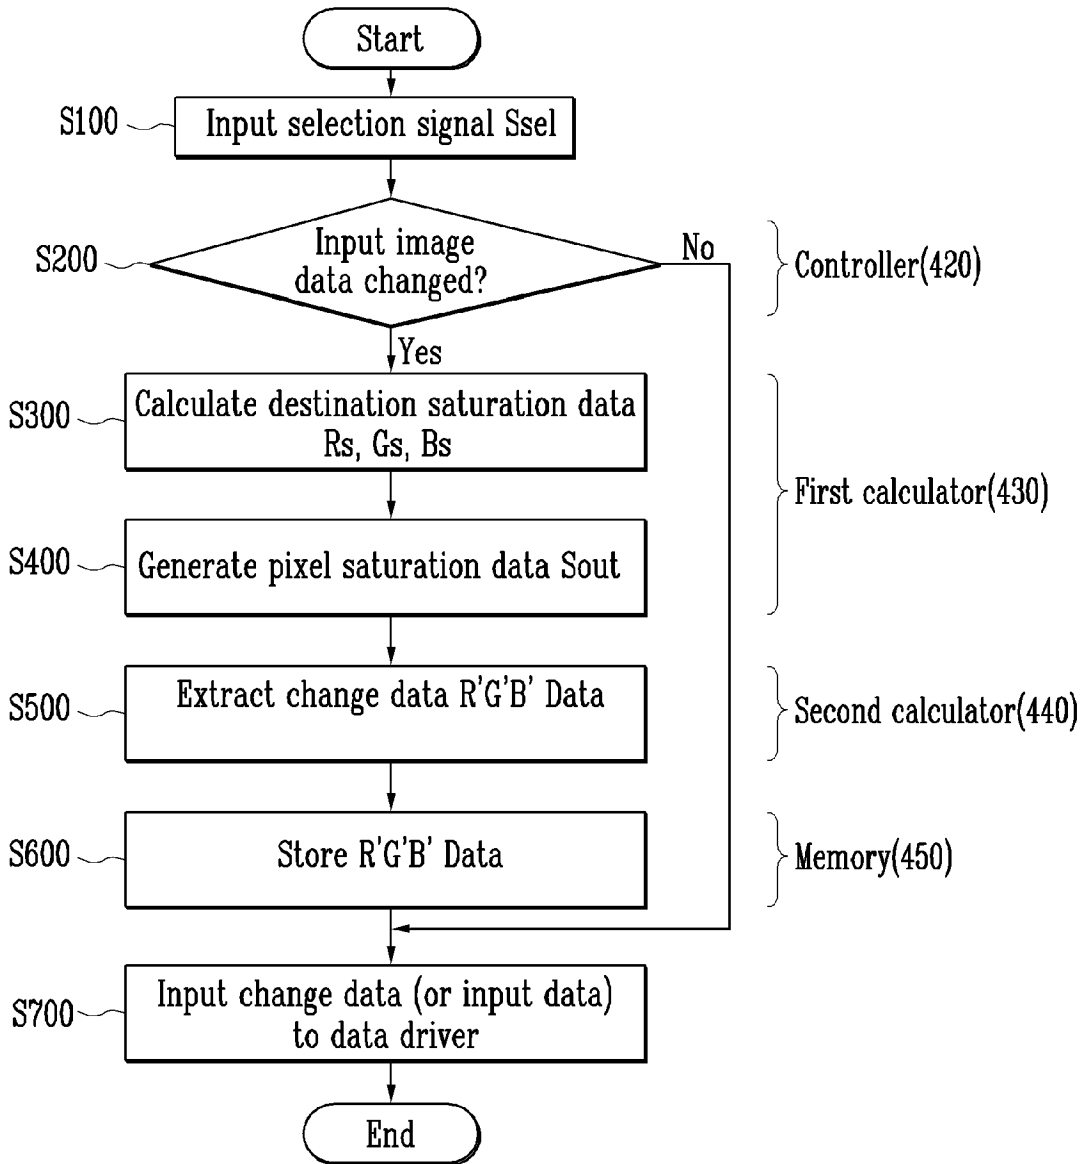 Start
S100
Input selection signal Ssel
S200
Input image
data changed?
No
Controller(420)
Yes
S300
Calculate destination saturation data
Rs, Gs, Bs
First calculator(430)
S400
Generate pixel saturation data Sout
S500
Extract change data R'G'B' Data
Second calculator(440)
S600
Store R'G'B' Data
Memory(450)
S700
Input change data (or input data)
to data driver
End